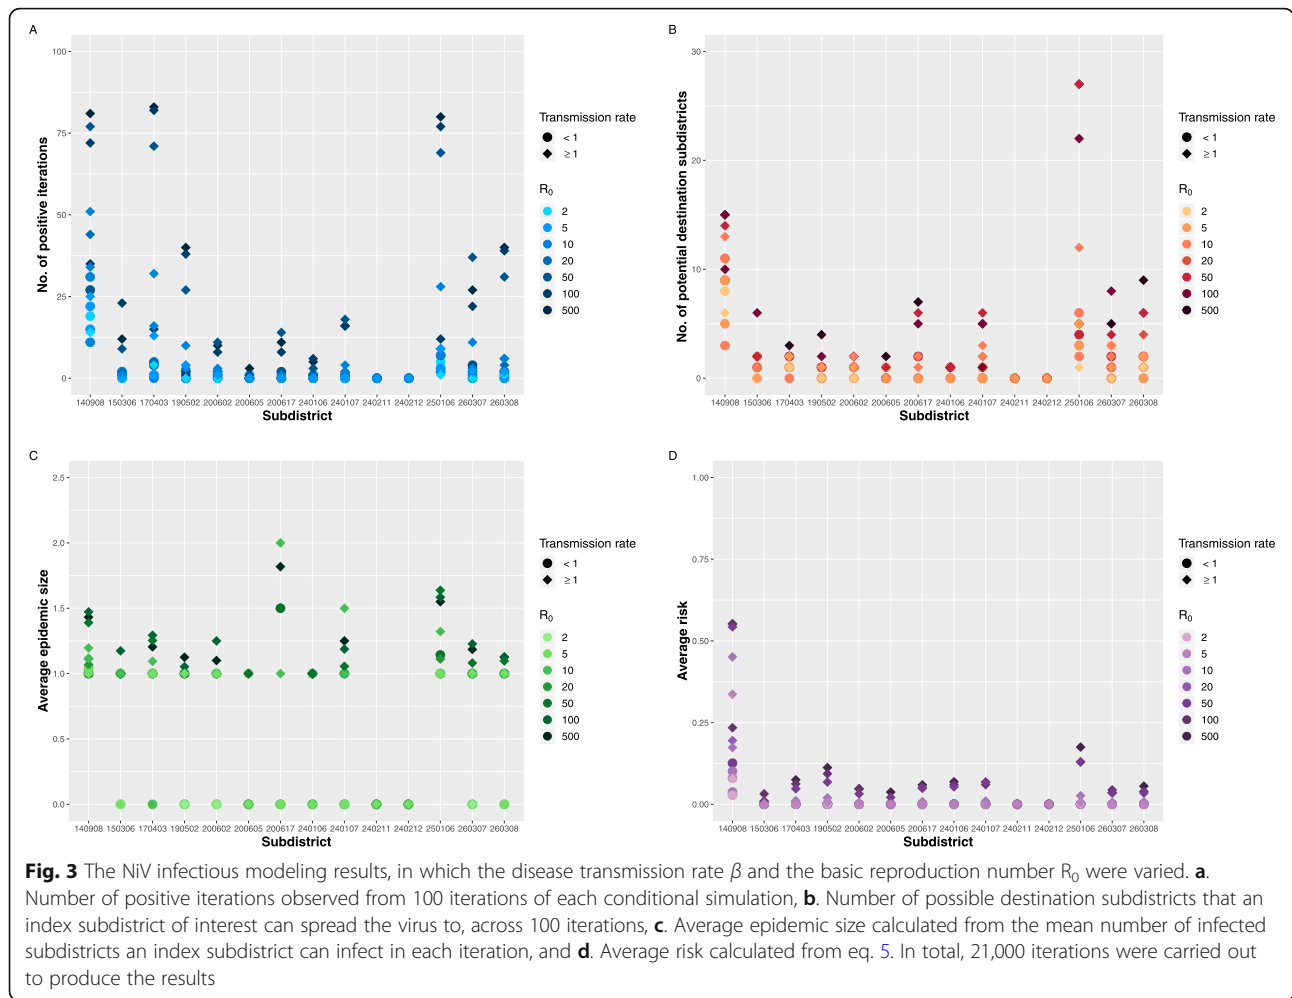 A
No. of positive iterations
100
75
50
25
0
140908 150306 170403 190502 200602 200605 200617 240106 240107 240211 240212 250106 260307 260308
Subdistrict
Transmission rate
< 1
≥ 1
R0
2
5
10
20
50
100
500
B
No. of potential destination subdistricts
30
20
10
0
140908 150306 170403 190502 200602 200605 200617 240106 240107 240211 240212 250106 260307 260308
Subdistrict
Transmission rate
< 1
≥ 1
R0
2
5
10
20
50
100
500
C
Average epidemic size
2.5
2.0
1.5
1.0
0.5
0.0
140908 150306 170403 190502 200602 200605 200617 240106 240107 240211 240212 250106 260307 260308
Subdistrict
Transmission rate
< 1
≥ 1
R0
2
5
10
20
50
100
500
D
Average risk
1.00
0.75
0.50
0.25
0.00
140908 150306 170403 190502 200602 200605 200617 240106 240107 240211 240212 250106 260307 260308
Subdistrict
Transmission rate
< 1
≥ 1
R0
2
5
10
20
50
100
500
Fig. 3 The NiV infectious modeling results, in which the disease transmission rate β and the basic reproduction number R0 were varied. a.
Number of positive iterations observed from 100 iterations of each conditional simulation, b. Number of possible destination subdistricts that an
index subdistrict of interest can spread the virus to, across 100 iterations, c. Average epidemic size calculated from the mean number of infected
subdistricts an index subdistrict can infect in each iteration, and d. Average risk calculated from eq. 5. In total, 21,000 iterations were carried out
to produce the results